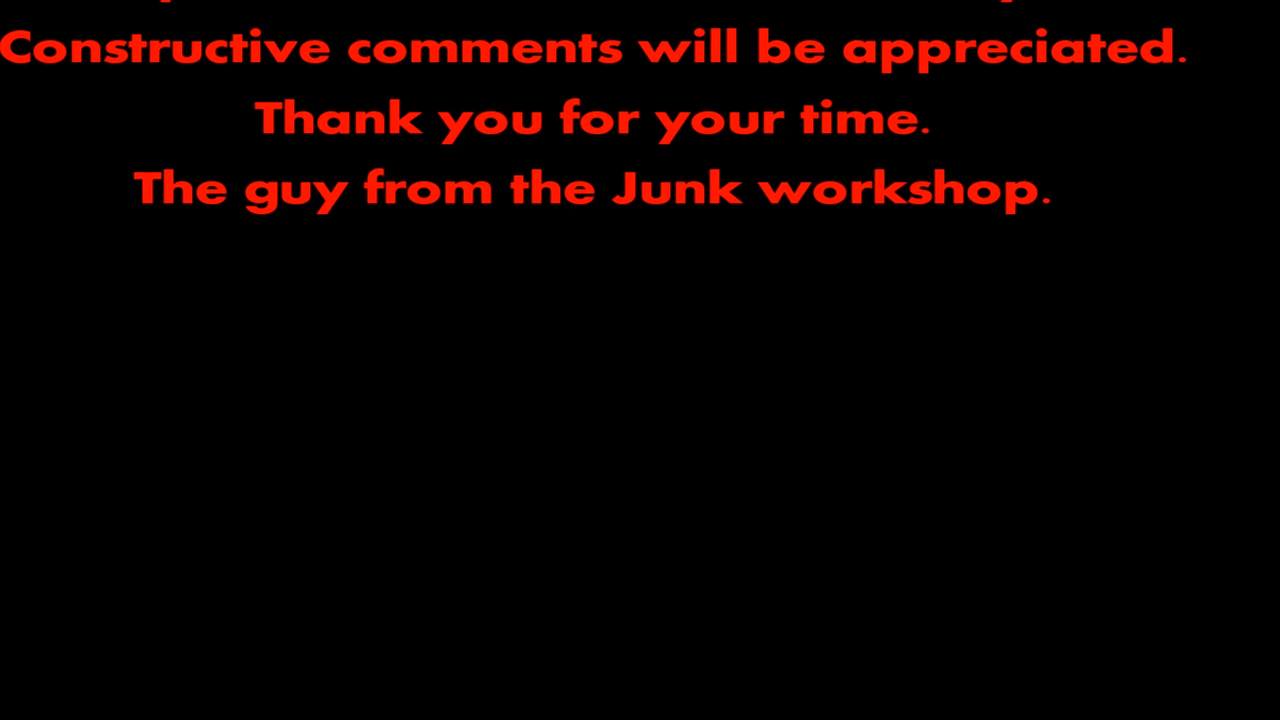 Constructive comments will be appreciated.
Thank you for your time.
The guy from the Junk workshop.